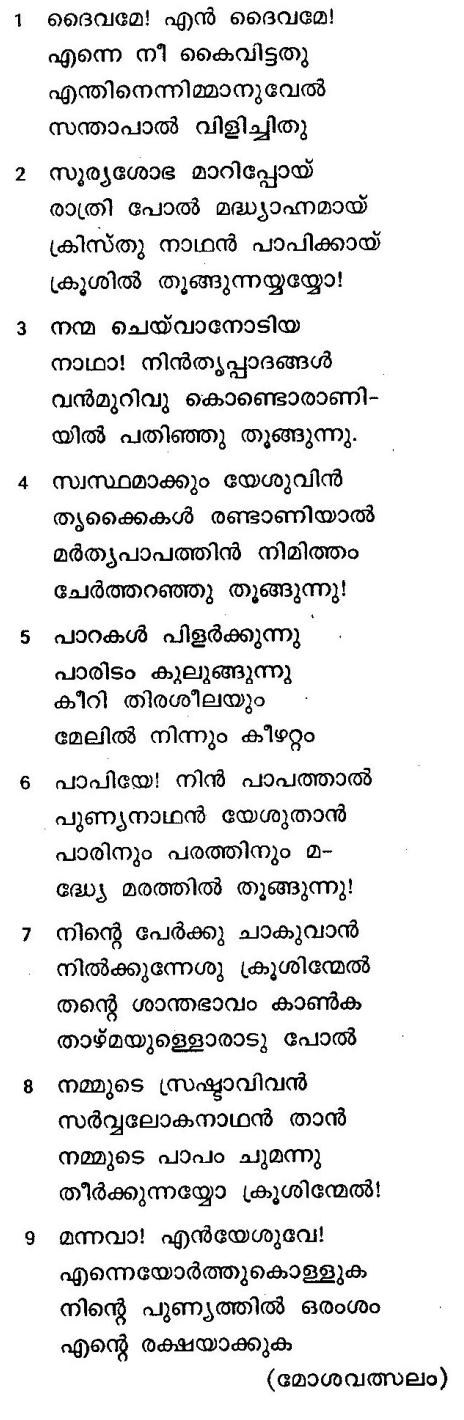 1 ദൈവമേ! എൻ ദൈവമേ!
എന്നെ നീ കൈവിട്ടതു
എന്തിനെന്നിമ്മാനുവേൽ
സന്താപാൽ വിളിച്ചിതു
2 സൂര്യശോഭ മാറിപ്പോയ്
രാത്രി പോൽ മദ്ധ്യാഹ്നമായ്
ക്രിസ്തു നാഥൻ പാപിക്കായ്
ക്രൂശിൽ തൂങ്ങുന്നയ്യയ്യോ!
3 നന്മ ചെയ്‌വാനോടിയ
നാഥാ! നിൻതൃപ്പാദങ്ങൾ
വൻമുറിവു കൊണ്ടൊരാണി-
യിൽ പതിഞ്ഞു തൂങ്ങുന്നു.
4 സ്വസ്ഥമാക്കും യേശുവിൻ
തൃക്കൈകൾ രണ്ടാണിയാൽ
മർത്യപാപത്തിൻ നിമിത്തം
ചേർത്തറഞ്ഞു തൂങ്ങുന്നു!
5 പാറകൾ പിളർക്കുന്നു
പാരിടം കുലുങ്ങുന്നു
കീറി തിരശീലയും
മേലിൽ നിന്നും കീഴറ്റം
6 പാപിയേ! നിൻ പാപത്താൽ
പുണ്യനാഥൻ യേശുതാൻ
പാരിനും പരത്തിനും മ-
ദ്ധ്യേ മരത്തിൽ തൂങ്ങുന്നു!
7 നിന്റെ പേർക്കു ചാകുവാൻ
നിൽക്കുന്നേശു ക്രൂശിന്മേൽ
തന്റെ ശാന്തഭാവം കാൺക
താഴ്മയുള്ളൊരാടു പോൽ
8 നമ്മുടെ സ്രഷ്ടാവിവൻ
സർവ്വലോകനാഥൻ താൻ
നമ്മുടെ പാപം ചുമന്നു
തീർക്കുന്നയ്യോ ക്രൂശിന്മേൽ!
9 മന്നവാ! എൻയേശുവേ!
എന്നെയോർത്തുകൊള്ളുക
നിന്റെ പുണ്യത്തിൽ ഒരംശം
എന്റെ രക്ഷയാക്കുക
(മോശവത്സലം)